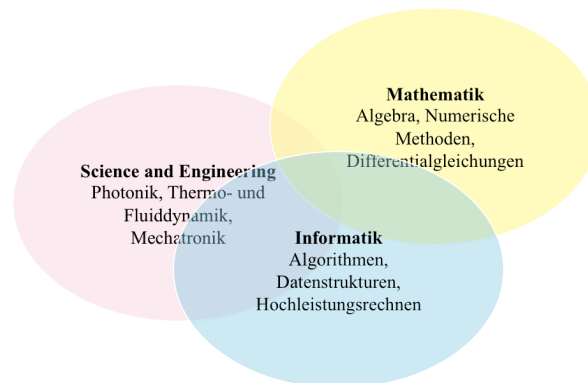 Mathematik
Algebra, Numerische
Methoden,
Differentialgleichungen
Science and Engineering
Photonik, Thermo- und
Fluiddynamik,
Mechatronik
Informatik
Algorithmen,
Datenstrukturen,
Hochleistungsrechnen